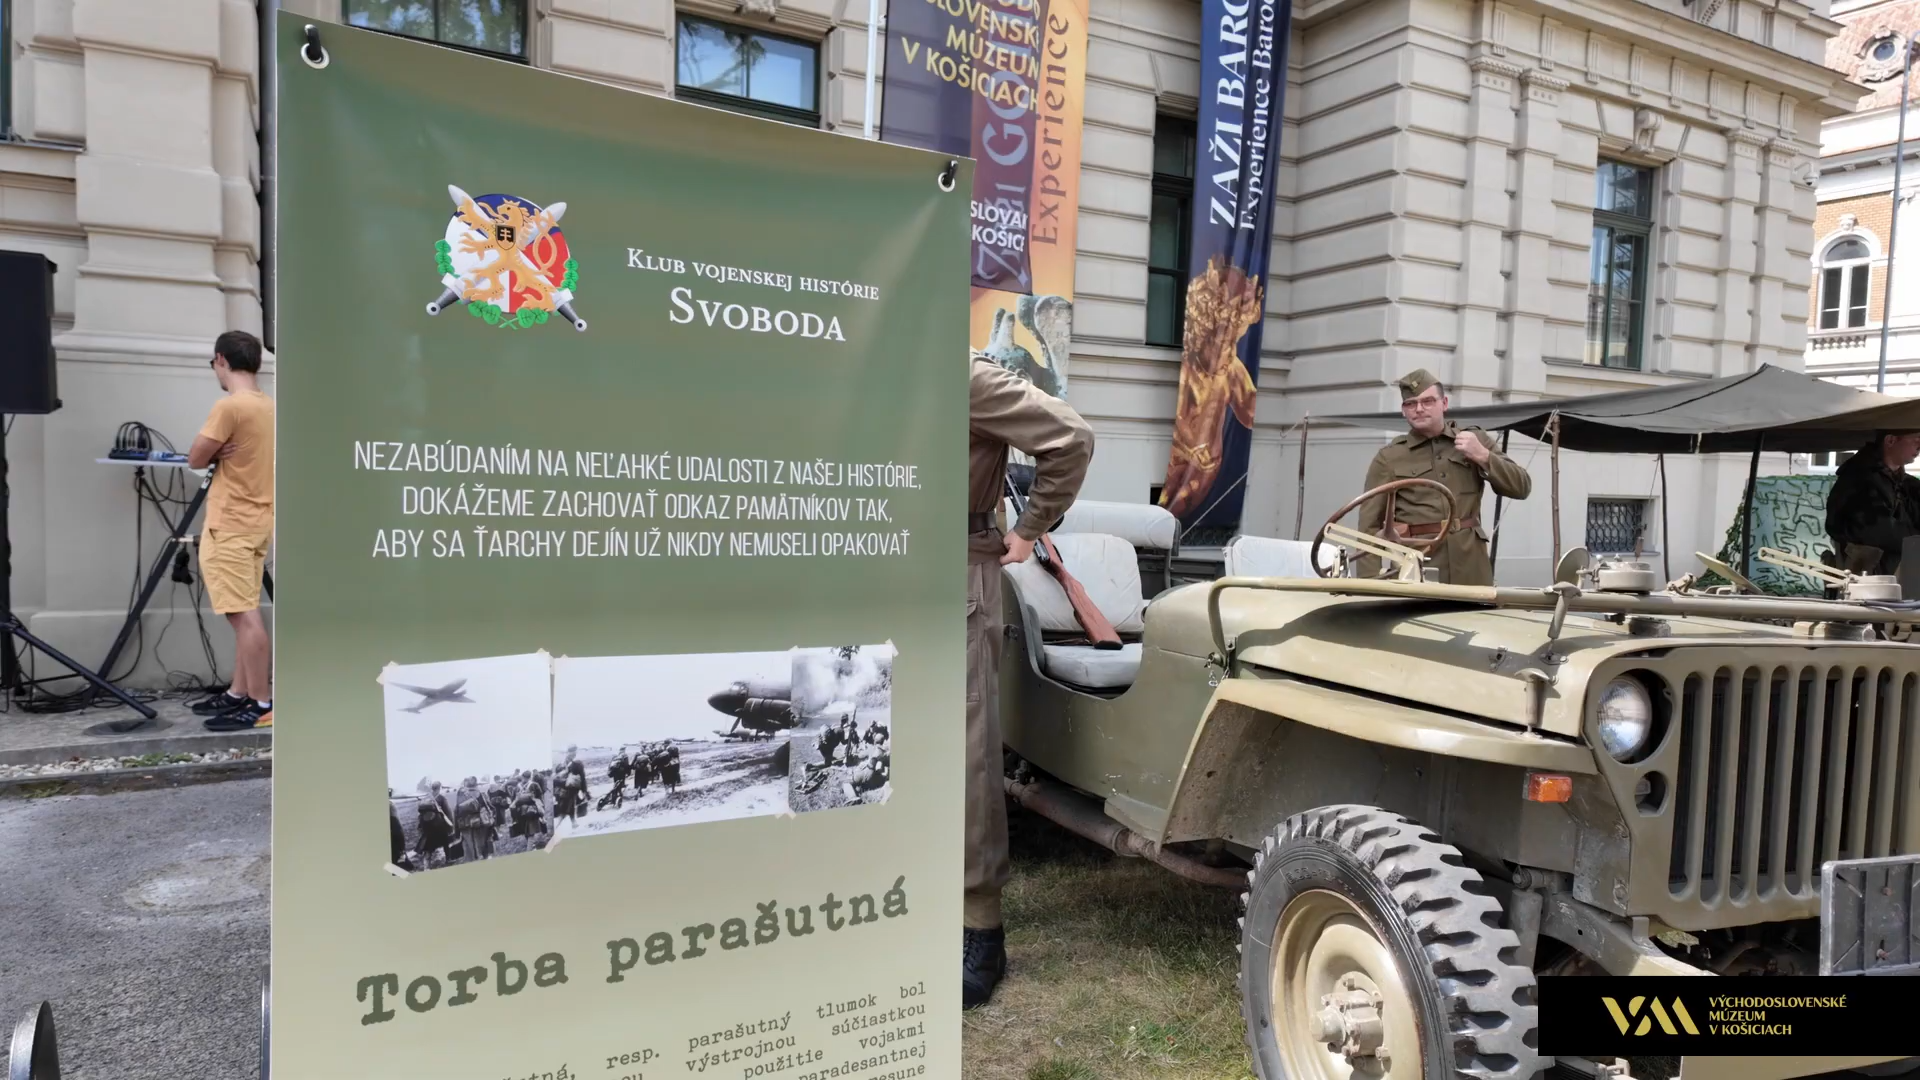 KLUB VOJENSKEJ HISTÓRIE
SVOBODA
NEZABÚDANÍM NA NEĽAHKÉ UDALOSTI Z NAŠEJ HISTÓRIE,
DOKÁŽEME ZACHOVAŤ ODKAZ PAMÄTNÍKOV TAK,
ABY SA ŤARCHY DEJÍN UŽ NIKDY NEMUSELI OPAKOVAŤ
Torba parašutná
resp. parašutný tlumok bol
výstrojnou súčiastkou
použitie vojakmi
SLOVENSKÉ
MÚZEUM
V KOŠICIACH
Experience
ZAŽI BARO
Experience Baro
VSM
VÝCHODOSLOVENSKÉ
MÚZEUM
V KOŠICIACH